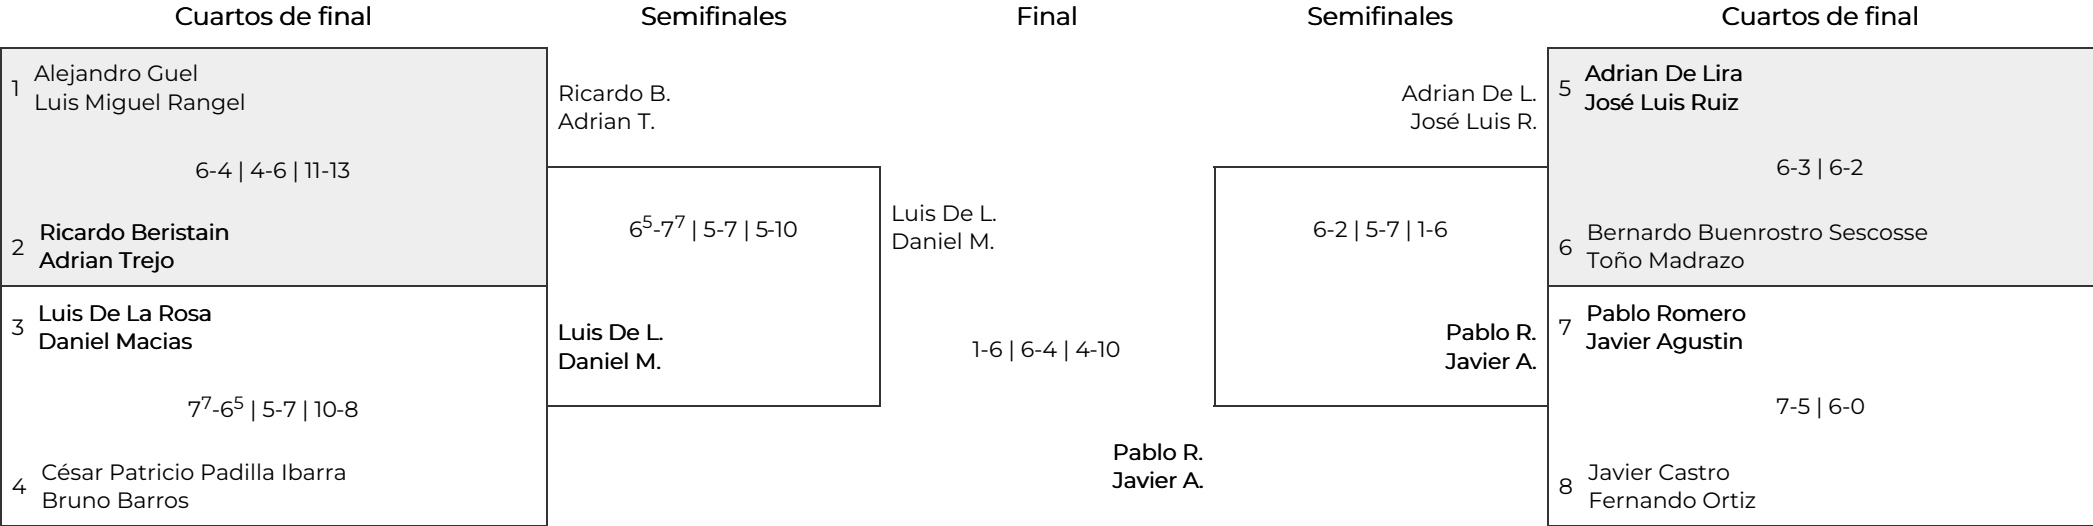 Cuartos de final
Semifinales
Final
Semifinales
Cuartos de final
1
Alejandro Guel
Luis Miguel Rangel
6-4 | 4-6 | 11-13
2
Ricardo Beristain
Adrian Trejo
3
Luis De La Rosa
Daniel Macias
7⁷-6⁵ | 5-7 | 10-8
4
César Patricio Padilla Ibarra
Bruno Barros
Ricardo B.
Adrian T.
6⁵-7⁷ | 5-7 | 5-10
Luis De L.
Daniel M.
Luis De L.
Daniel M.
1-6 | 6-4 | 4-10
Pablo R.
Javier A.
Adrian De L.
José Luis R.
6-2 | 5-7 | 1-6
Pablo R.
Javier A.
5
Adrian De Lira
José Luis Ruiz
6-3 | 6-2
6
Bernardo Buenrostro Sescosse
Toño Madrazo
7
Pablo Romero
Javier Agustin
7-5 | 6-0
8
Javier Castro
Fernando Ortiz